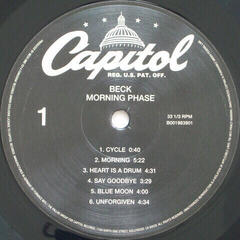 Capitol
REG. U.S. PAT. OFF.
BECK
MORNING PHASE
1
33 1/3 RPM
B001983901
1. CYCLE 0:40
2. MORNING 5:22
3. HEART IS A DRUM 4:31
4. SAY GOODBYE 3:29
5. BLUE MOON 4:00
6. UNFORGIVEN 4:34